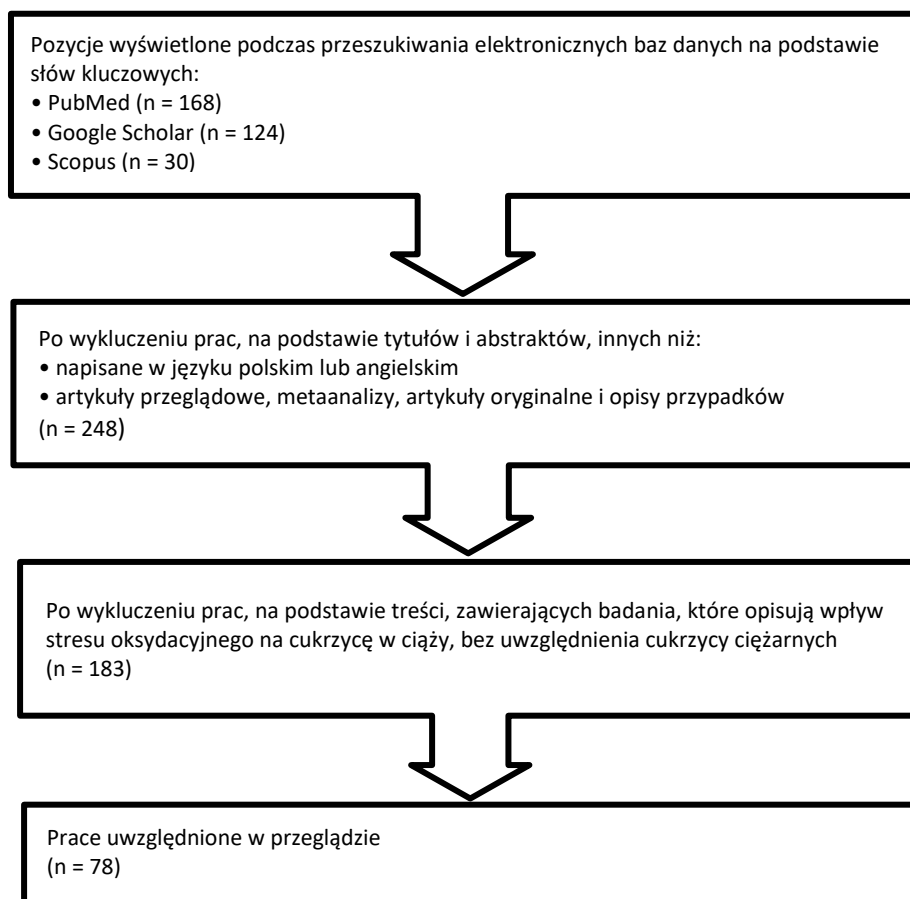 Pozycje wyświetlone podczas przeszukiwania elektronicznych baz danych na podstawie
słów kluczowych:
• PubMed (n = 168)
• Google Scholar (n = 124)
• Scopus (n = 30)
Po wykluczeniu prac, na podstawie tytułów i abstraktów, innych niż:
• napisane w języku polskim lub angielskim
• artykuły przeglądowe, metaanalizy, artykuły oryginalne i opisy przypadków
(n = 248)
Po wykluczeniu prac, na podstawie treści, zawierających badania, które opisują wpływ
stresu oksydacyjnego na cukrzycę w ciąży, bez uwzględnienia cukrzycy ciężarnych
(n = 183)
Prace uwzględnione w przeglądzie
(n = 78)